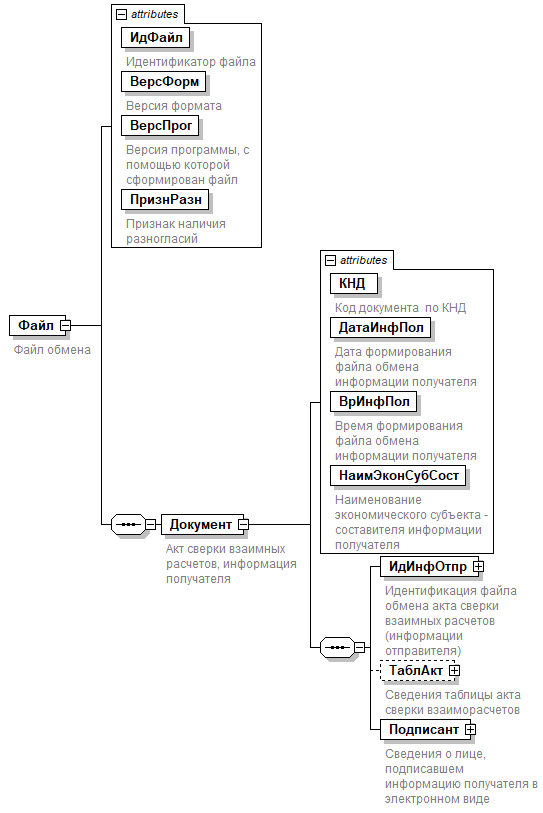 attributes
ИдФайл
Идентификатор файла
ВерсФорм
Версия формата
ВерсПрог
Версия программы, с
помощью которой
сформирован файл
ПризнРазн
Признак наличия
разногласий
Файл
Файл обмена
Документ
Акт сверки взаимных
расчетов, информация
получателя
attributes
КНД
Код документа по КНД
ДатаИнфПол
Дата формирования
файла обмена
информации получателя
ВрИнфПол
Время формирования
файла обмена
информации получателя
НаимЭконСубСост
Наименование
экономического субъекта -
составителя информации
получателя
ИдИнфОтпр
Идентификация файла
обмена акта сверки
взаимных расчетов
(информации
отправителя)
ТаблАкт
Сведения таблицы акта
сверки взаиморасчетов
Подписант
Сведения о лице,
подписавшем
информацию получателя в
электронном виде